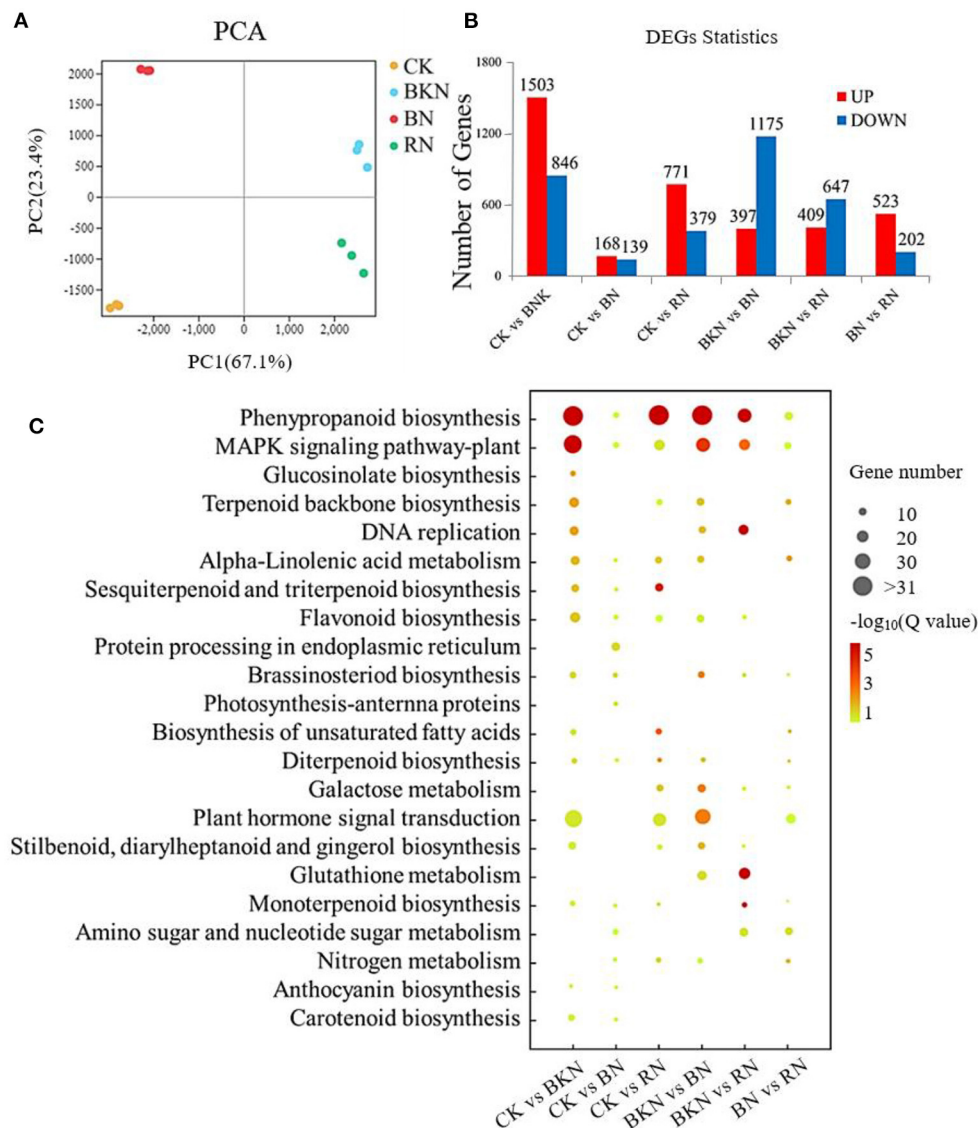 A
PCA
PC2(23.4%)
2000
1500
1000
500
0
-500
-1000
-1500
-2,000
-1,000
0
1,000
2,000
PC1(67.1%)
CK
BKN
BN
RN
B
DEGs Statistics
Number of Genes
1800
1200
600
0
UP
DOWN
1503
846
168
139
771
379
397
1175
409
647
523
202
CK vs BNK
CK vs BN
CK vs RN
BKN vs BN
BKN vs RN
BN vs RN
C
Phenypropanoid biosynthesis
MAPK signaling pathway-plant
Glucosinolate biosynthesis
Terpenoid backbone biosynthesis
DNA replication
Alpha-Linolenic acid metabolism
Sesquiterpenoid and triterpenoid biosynthesis
Flavonoid biosynthesis
Protein processing in endoplasmic reticulum
Brassinosteriod biosynthesis
Photosynthesis-anternna proteins
Biosynthesis of unsaturated fatty acids
Diterpenoid biosynthesis
Galactose metabolism
Plant hormone signal transduction
Stilbenoid, diarylheptanoid and gingerol biosynthesis
Glutathione metabolism
Monoterpenoid biosynthesis
Amino sugar and nucleotide sugar metabolism
Nitrogen metabolism
Anthocyanin biosynthesis
Carotenoid biosynthesis
CK vs BKN
CK vs BN
CK vs RN
BKN vs BN
BKN vs RN
BN vs RN
Gene number
10
20
30
>31
-log₁₀(Q value)
5
3
1